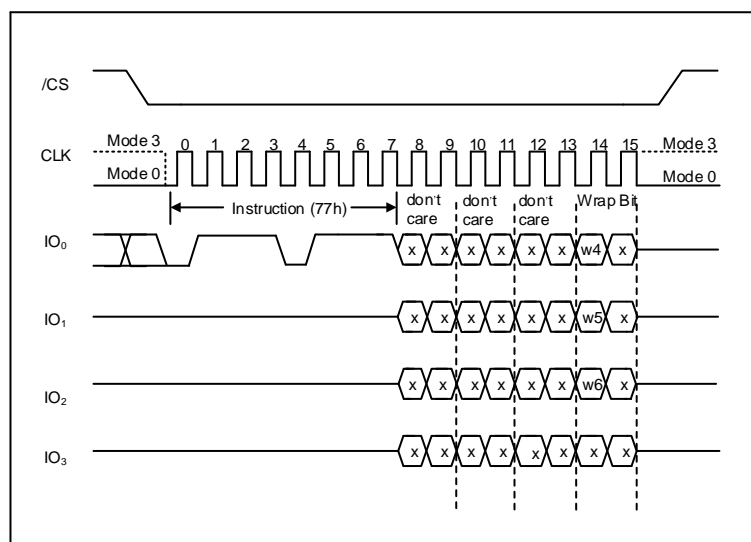 /CS
Mode 3 0 1 2 3 4 5 6 7 8 9 10 11 12 13 14 15 Mode 3
CLK
Mode 0 Mode 0
Instruction (77h) don't care don't care don't care Wrap Bit
IO0 x x x x x x w4 x
IO1 x x x x x x w5 x
IO2 x x x x x x w6 x
IO3 x x x x x x x x